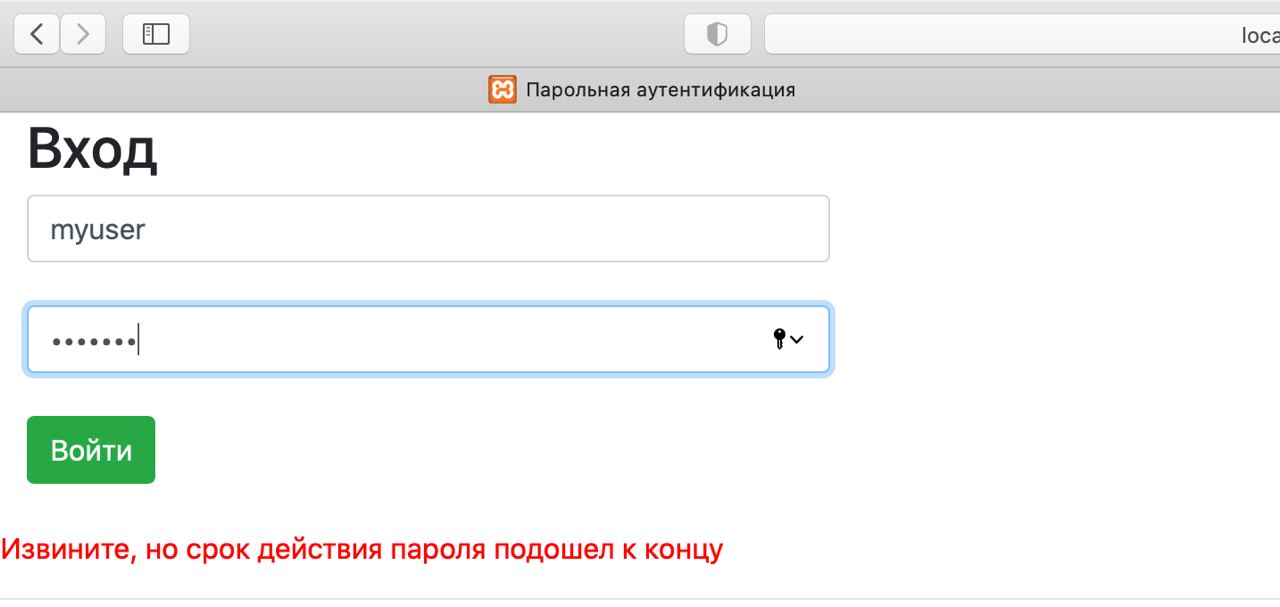 loca
Парольная аутентификация
Вход
myuser
•••••••
Войти
Извините, но срок действия пароля подошел к концу